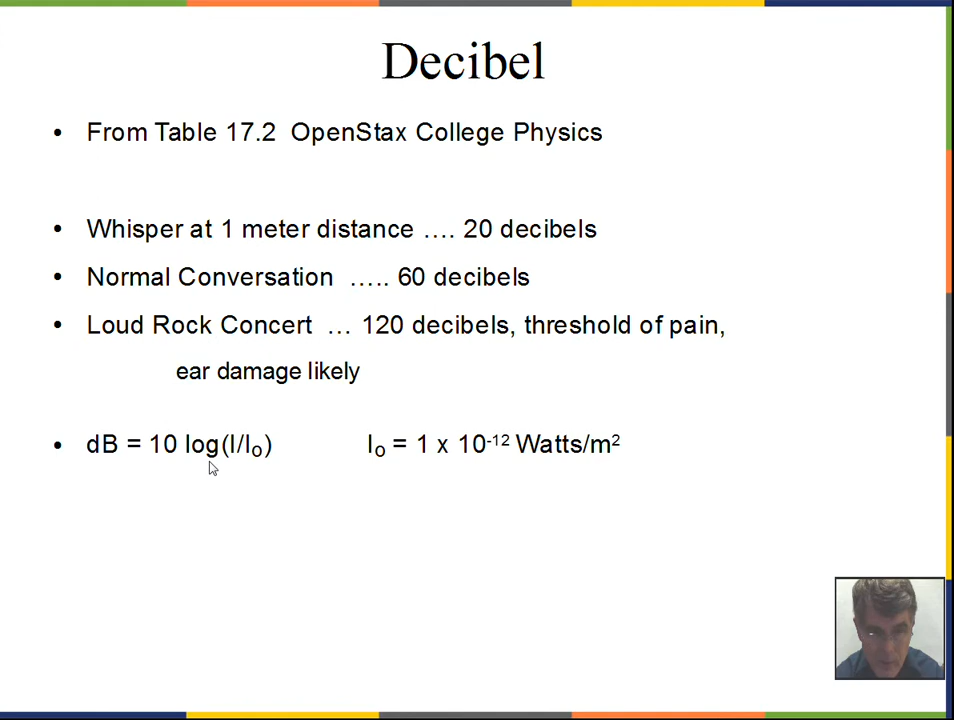 Decibel
• From Table 17.2 OpenStax College Physics
• Whisper at 1 meter distance …. 20 decibels
• Normal Conversation ….. 60 decibels
• Loud Rock Concert … 120 decibels, threshold of pain,
ear damage likely
• dB = 10 log(I/I₀) I₀ = 1 x 10⁻¹² Watts/m²